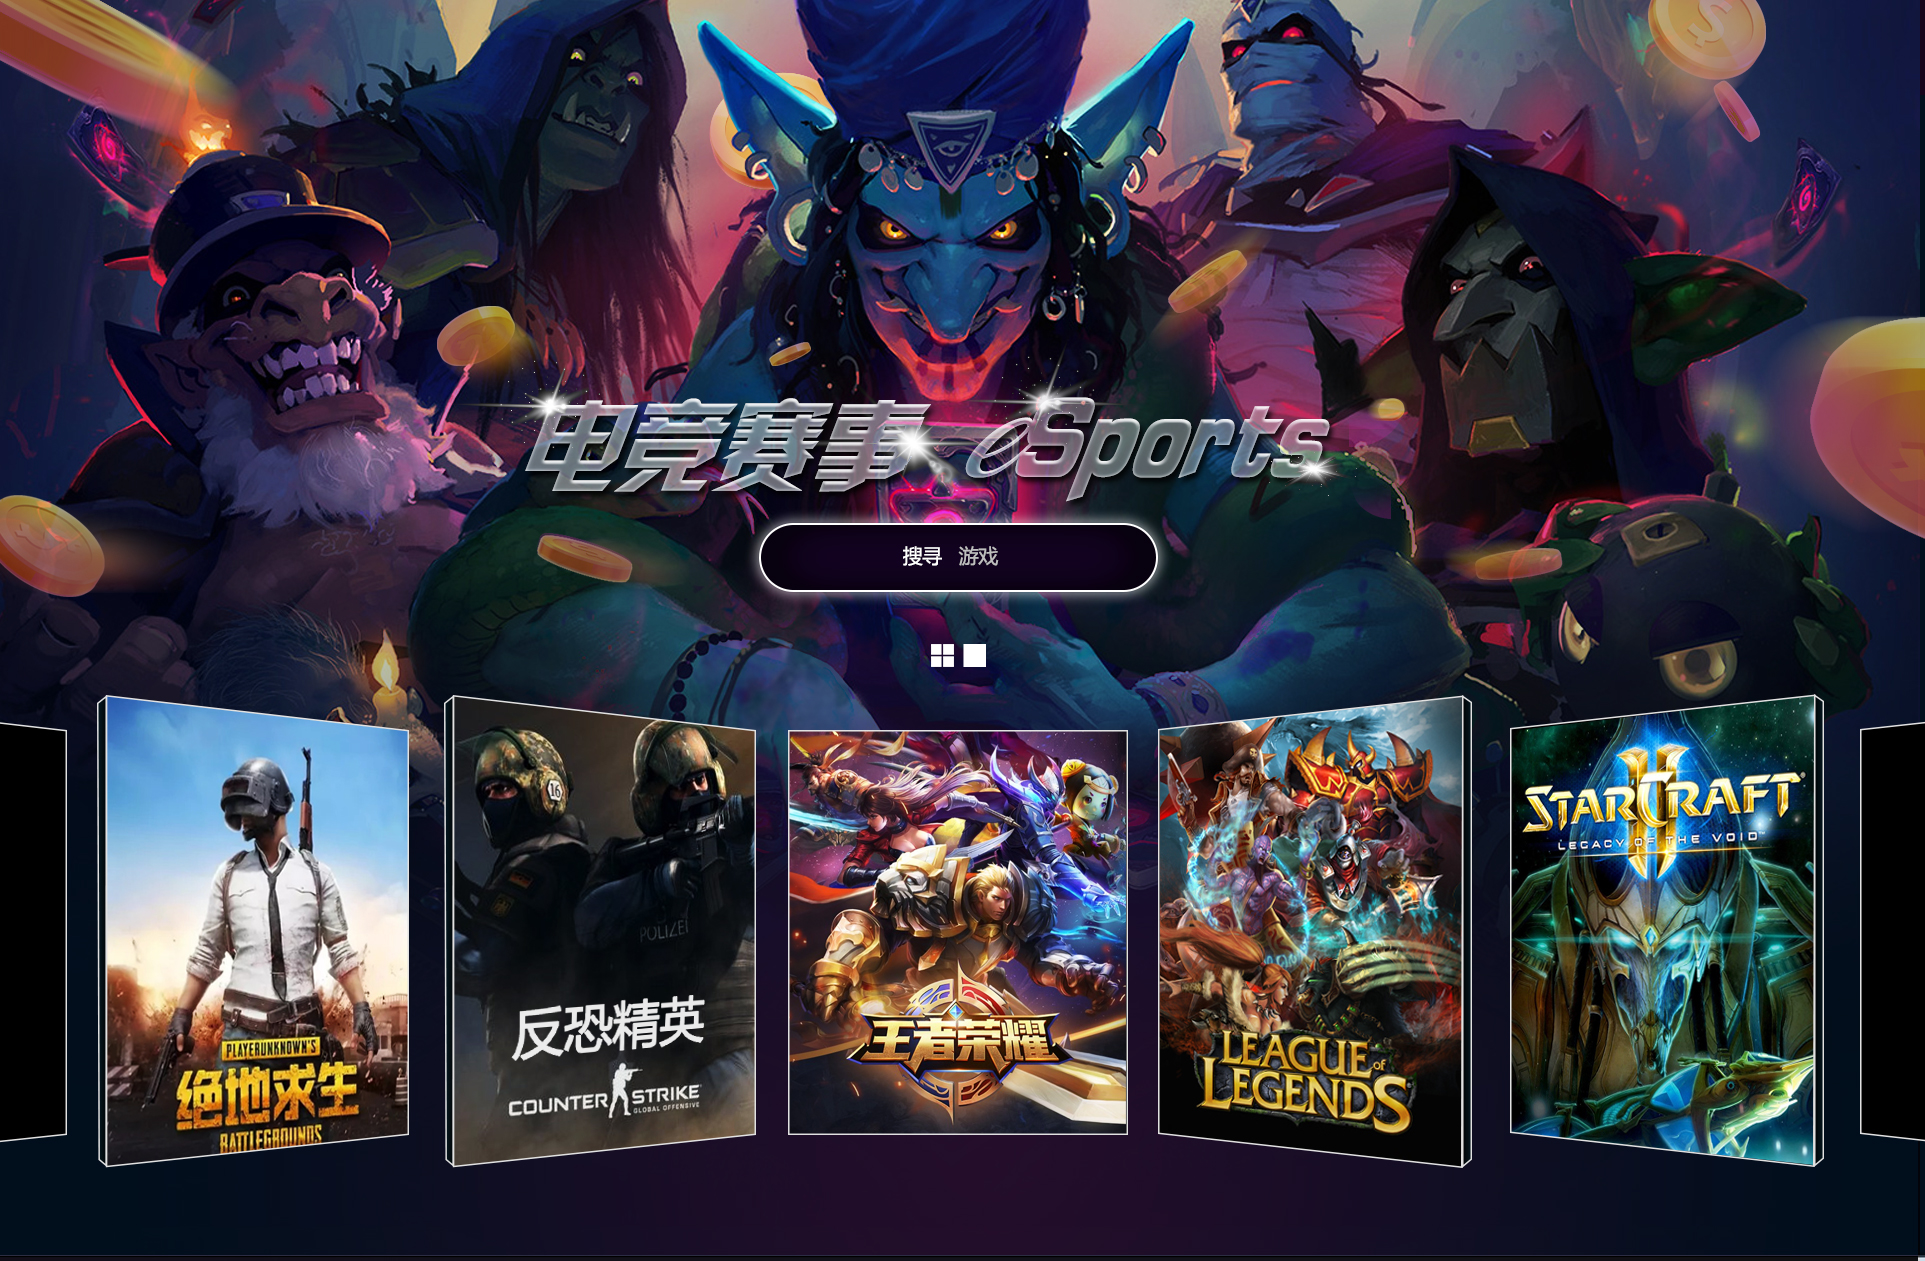 电竞赛事 eSports
搜寻 游戏
PLAYERUNKNOWN'S
绝地求生
BATTLEGROUNDS
16
POLIZEI
反恐精英
COUNTER STRIKE
GLOBAL OFFENSIVE
王者荣耀
LEAGUE of
LEGENDS
STARCRAFT
II
LEGACY OF THE VOID